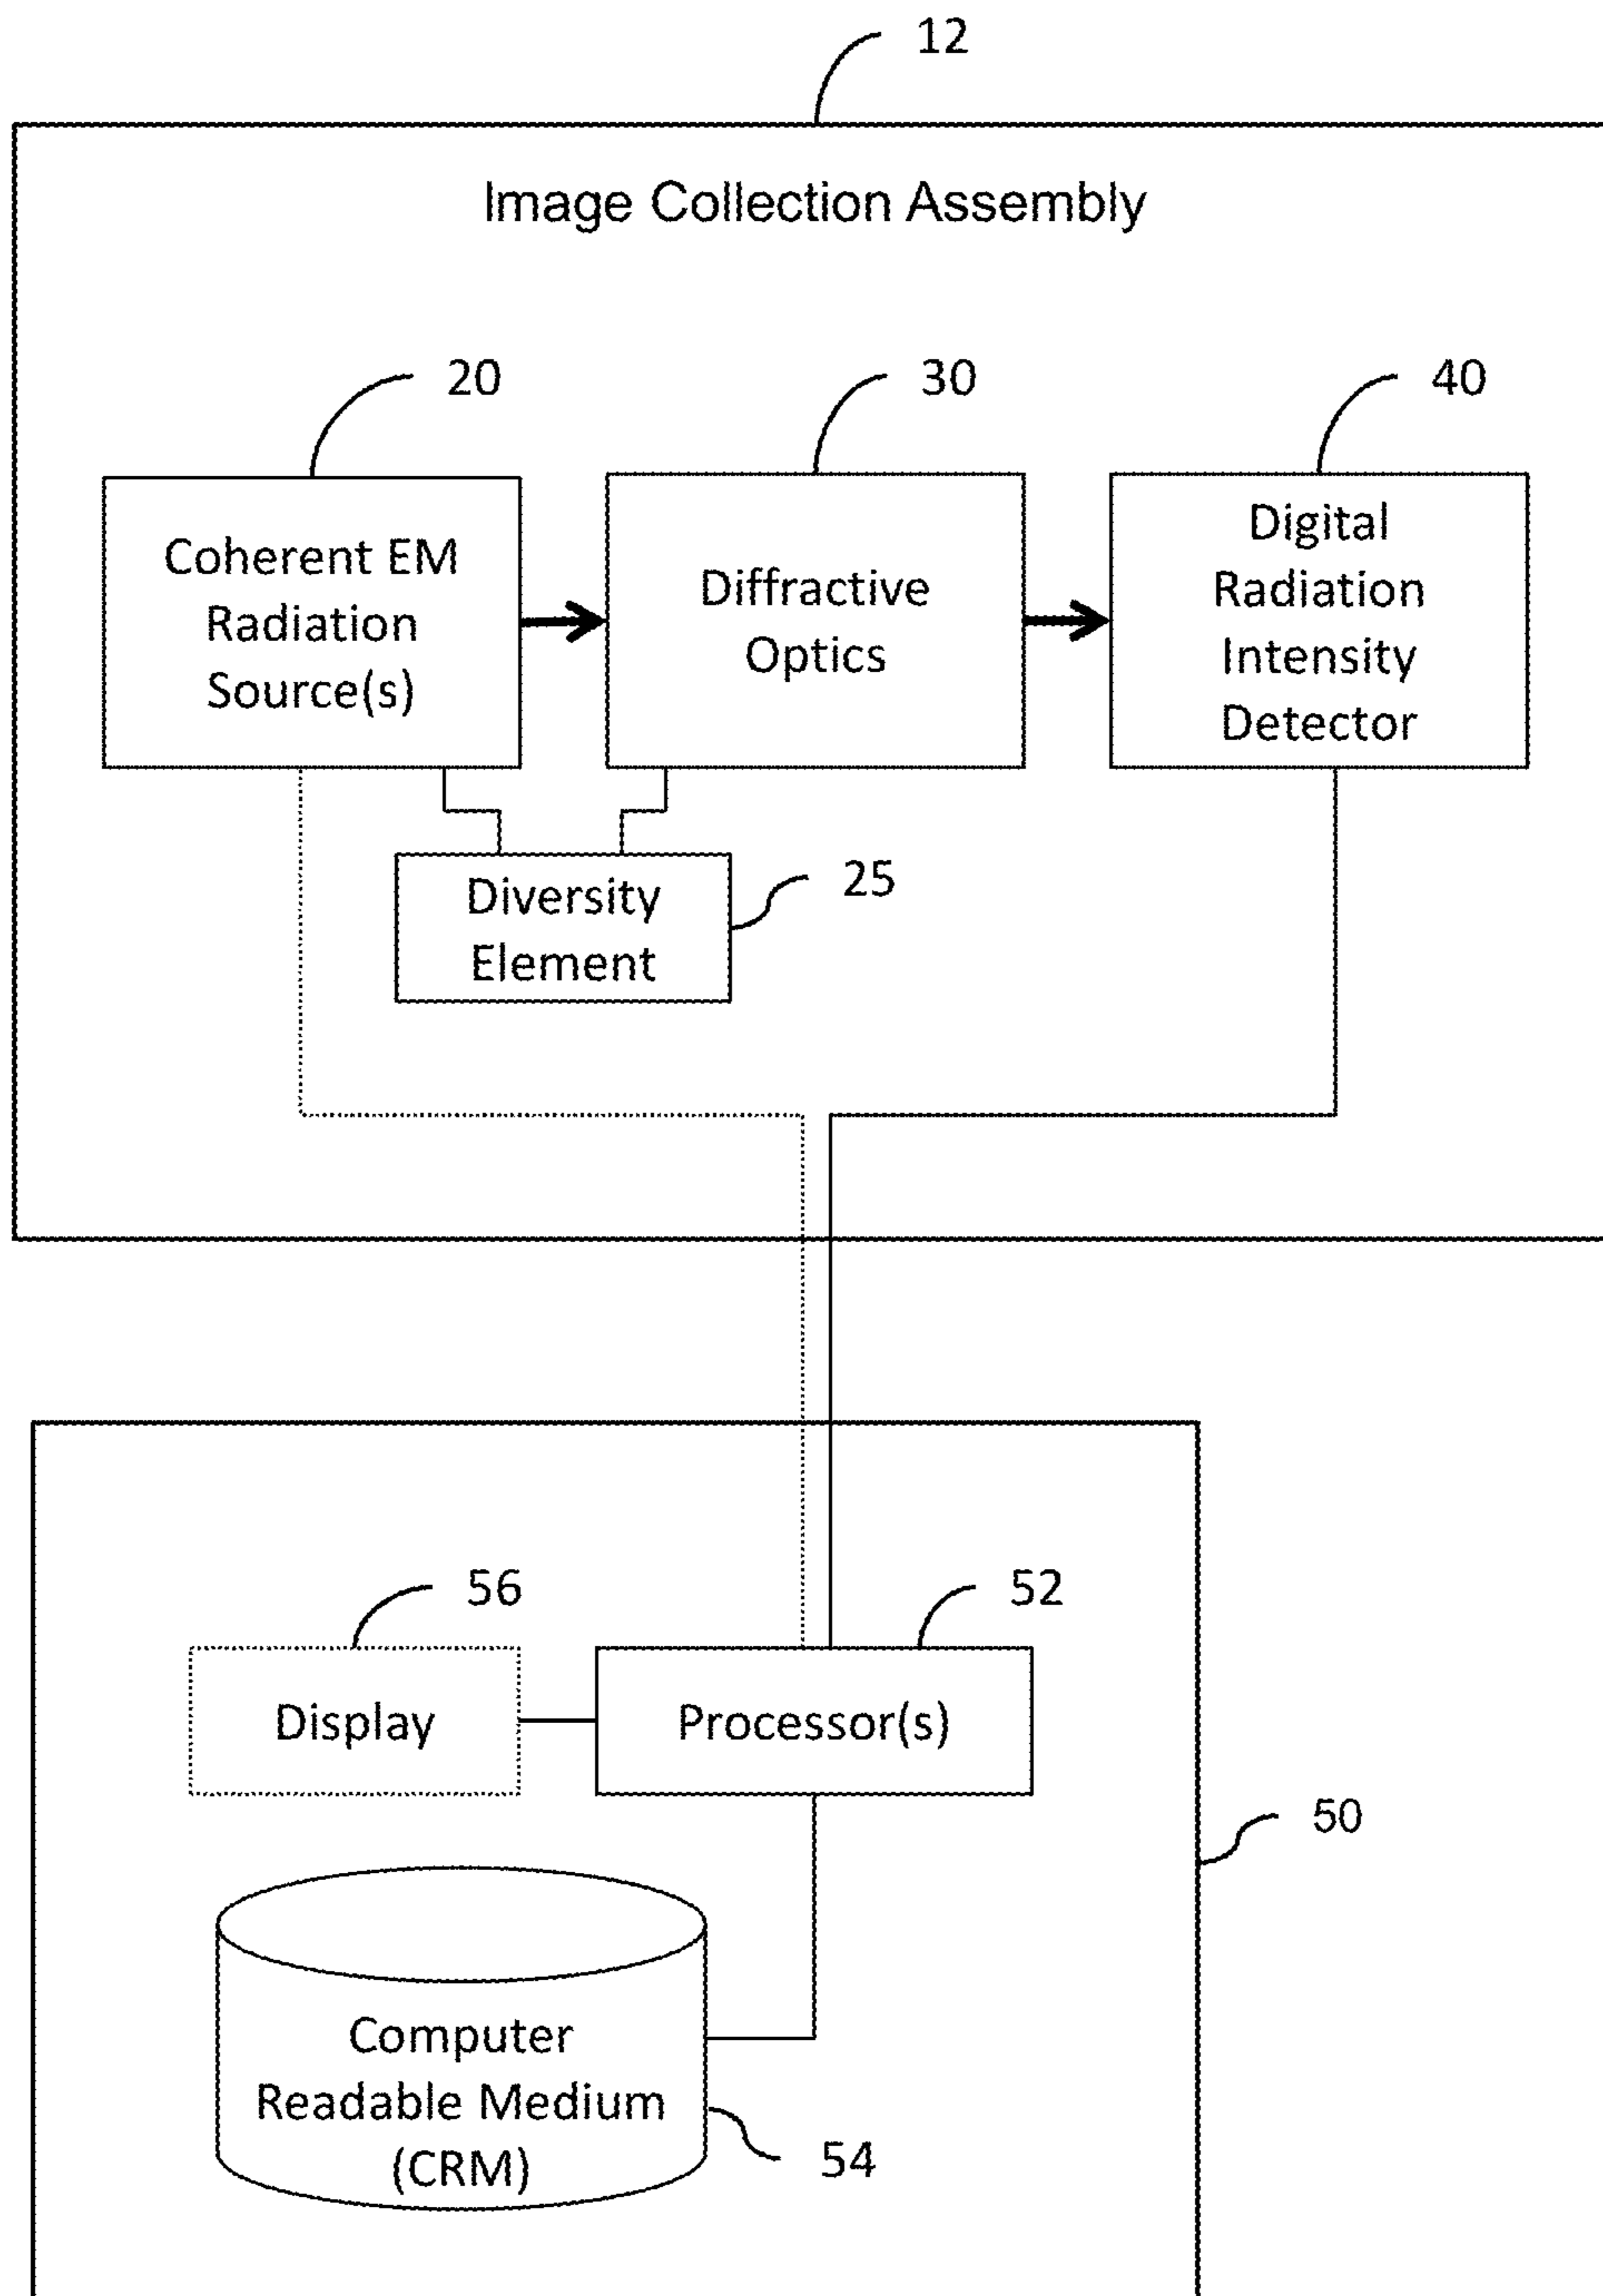 12
Image Collection Assembly
20
30
40
Coherent EM
Radiation
Source(s)
Diffractive
Optics
Digital
Radiation
Intensity
Detector
25
Diversity
Element
56
52
Display
Processor(s)
50
Computer
Readable Medium
(CRM)
54